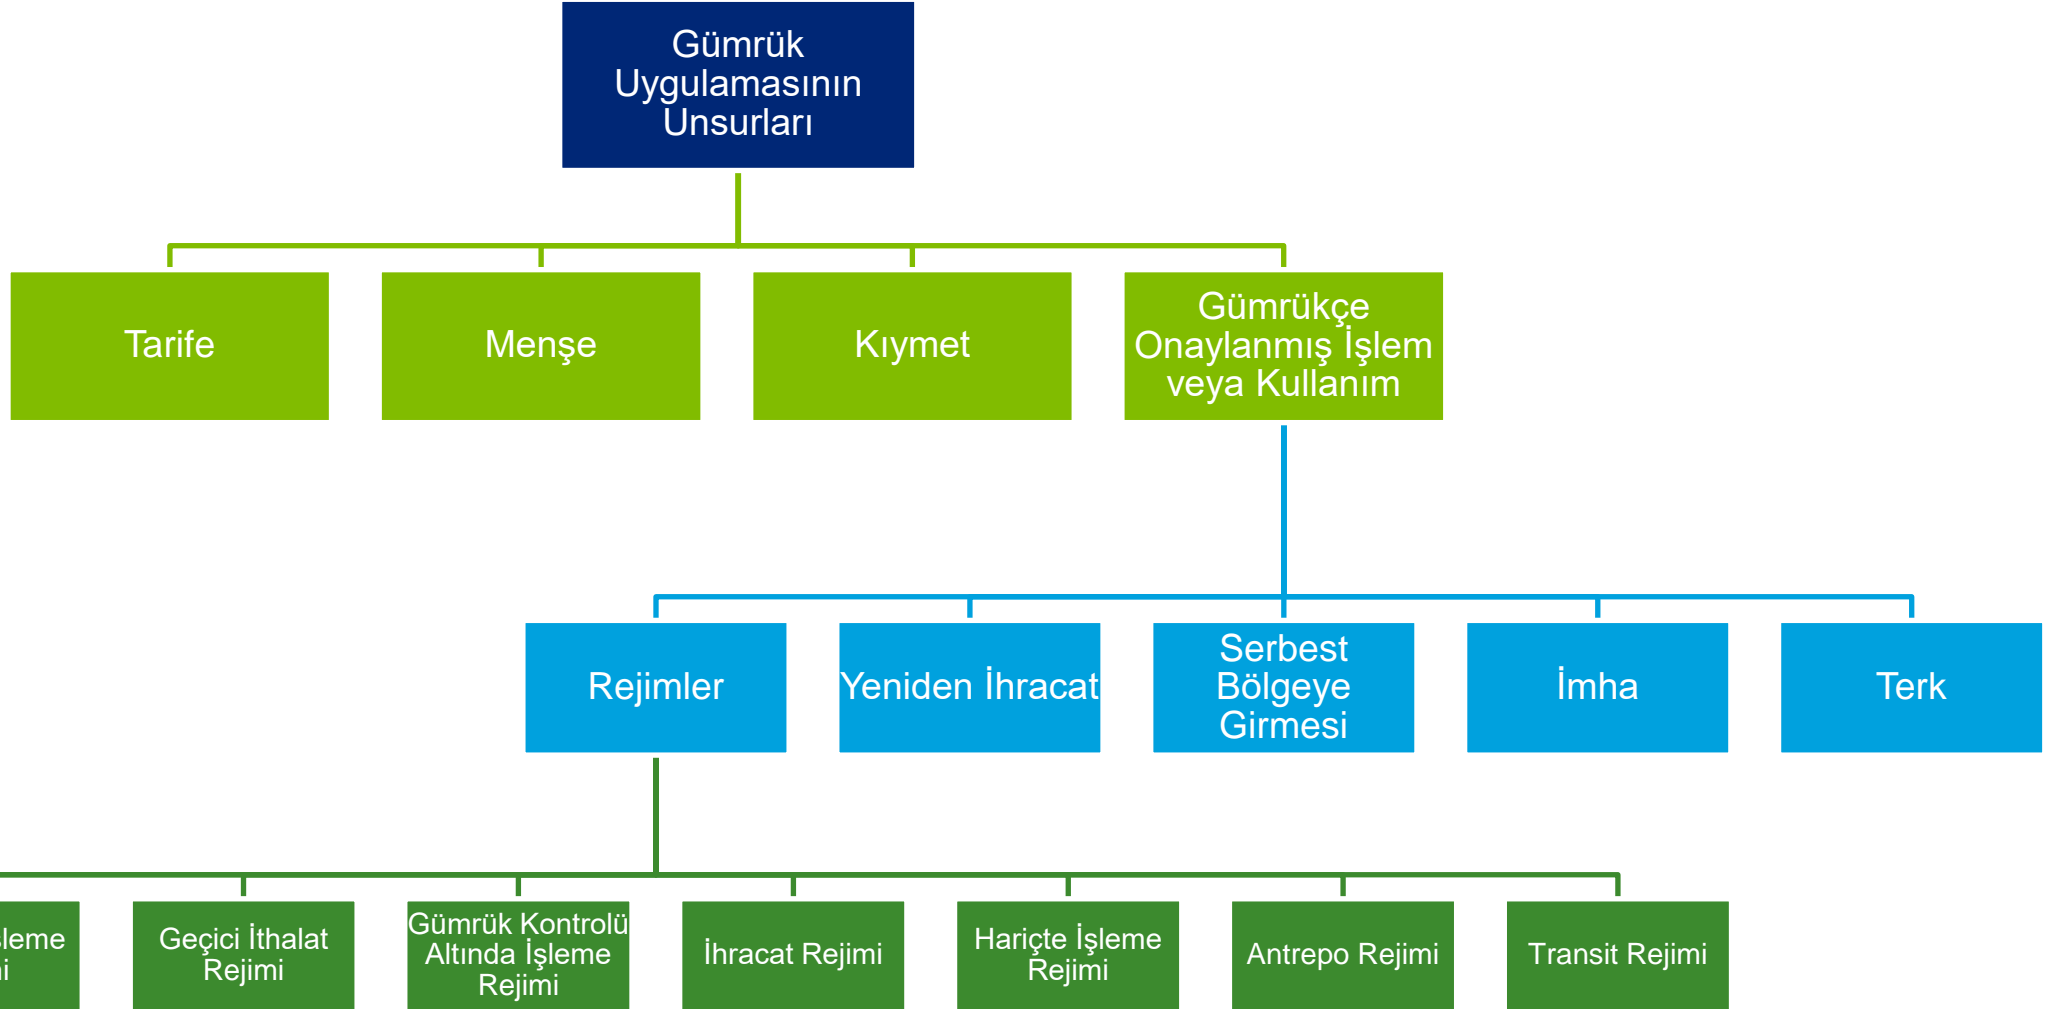 Gümrük
Uygulamasının
Unsurları
Tarife
Menşe
Kıymet
Gümrükçe
Onaylanmış İşlem
veya Kullanım
Rejimler
Yeniden İhracat
Serbest
Bölgeye
Girmesi
İmha
Terk
Geçici İthalat
Rejimi
Gümrük Kontrolü
Altında İşleme
Rejimi
İhracat Rejimi
Hariçte İşleme
Rejimi
Antrepo Rejimi
Transit Rejimi